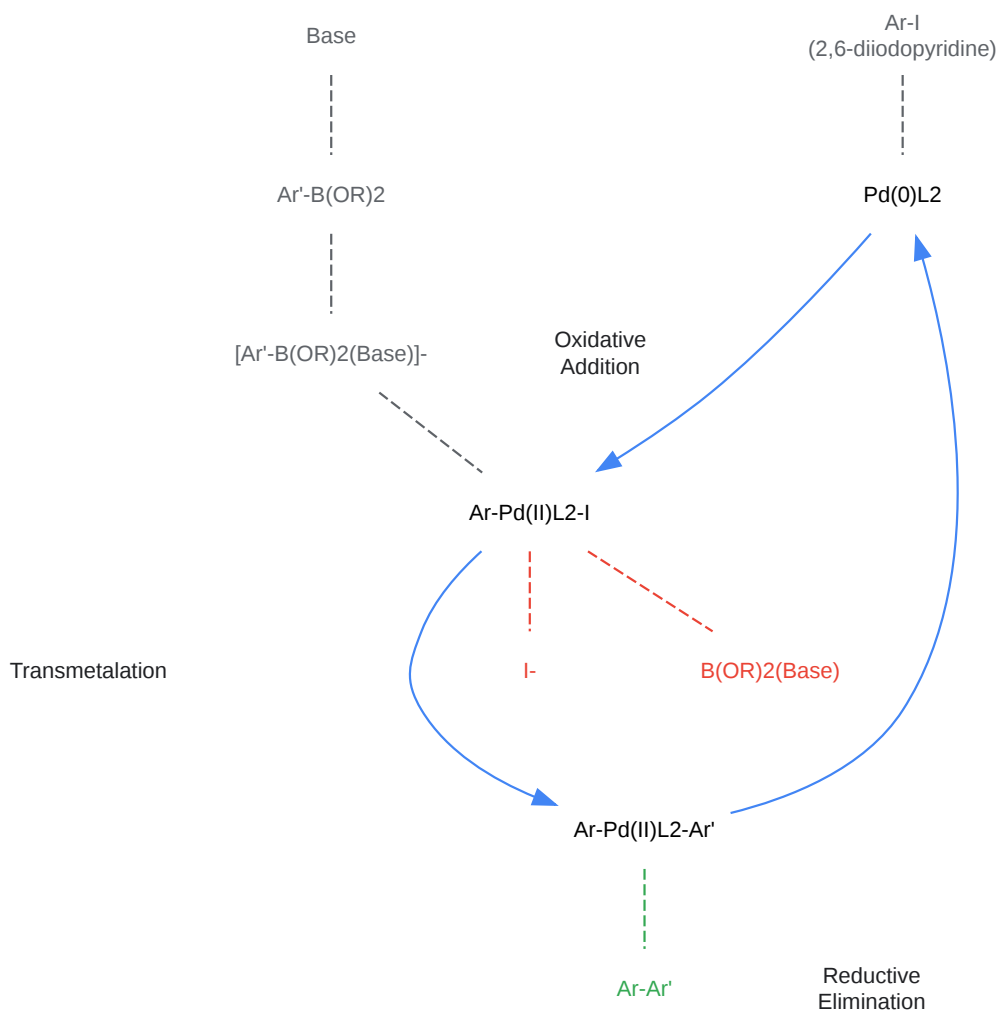 Base
Ar-I
(2,6-diiodopyridine)
Ar'-B(OR)2
Pd(0)L2
[Ar'-B(OR)2(Base)]-
Oxidative
Addition
Ar-Pd(II)L2-I
Transmetalation
I-
B(OR)2(Base)
Ar-Pd(II)L2-Ar'
Ar-Ar'
Reductive
Elimination